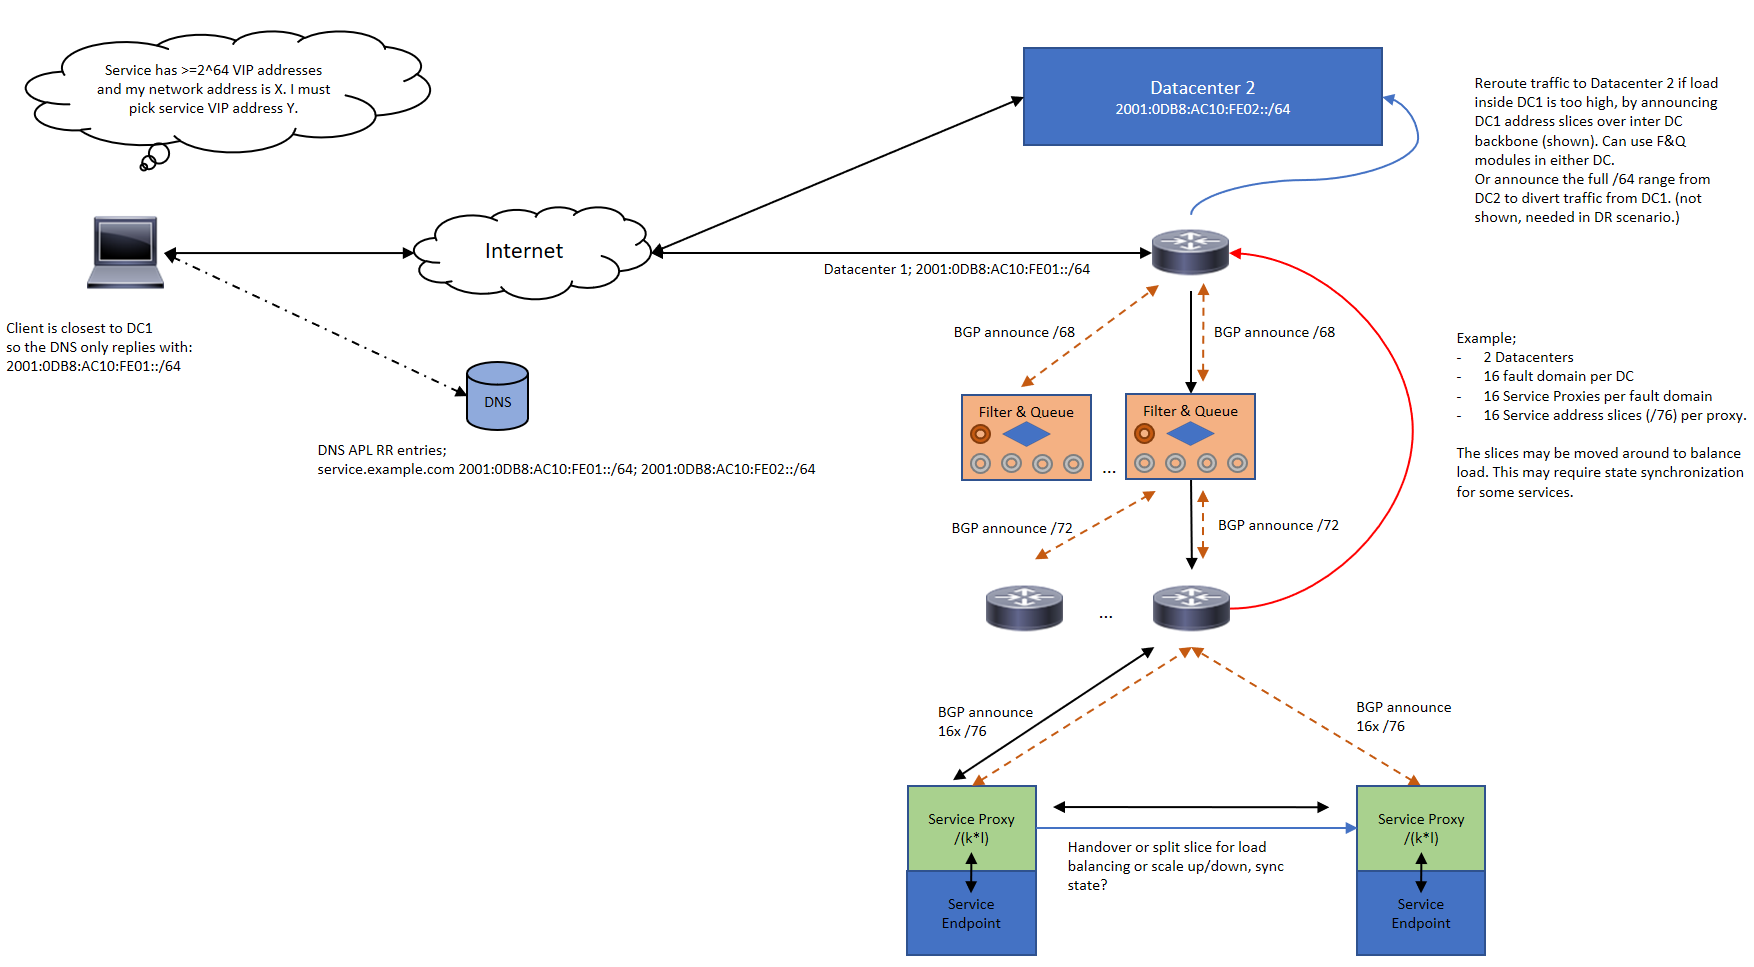 Service has >=2^64 VIP addresses
and my network address is X. I must
pick service VIP address Y.
Datacenter 2
2001:0DB8:AC10:FE02::/64
Reroute traffic to Datacenter 2 if load
inside DC1 is too high, by announcing
DC1 address slices over inter DC
backbone (shown). Can use F&Q
modules in either DC.
Or announce the full /64 range from
DC2 to divert traffic from DC1. (not
shown, needed in DR scenario.)
Internet
Datacenter 1; 2001:0DB8:AC10:FE01::/64
Client is closest to DC1
so the DNS only replies with:
2001:0DB8:AC10:FE01::/64
DNS
DNS APL RR entries;
service.example.com 2001:0DB8:AC10:FE01::/64; 2001:0DB8:AC10:FE02::/64
BGP announce /68
BGP announce /68
Example;
- 2 Datacenters
- 16 fault domain per DC
- 16 Service Proxies per fault domain
- 16 Service address slices (/76) per proxy.
The slices may be moved around to balance
load. This may require state synchronization
for some services.
Filter & Queue
...
Filter & Queue
BGP announce /72
BGP announce /72
...
BGP announce
16x /76
BGP announce
16x /76
Service Proxy
/(k*l)
Service
Endpoint
Handover or split slice for load
balancing or scale up/down, sync
state?
Service Proxy
/(k*l)
Service
Endpoint